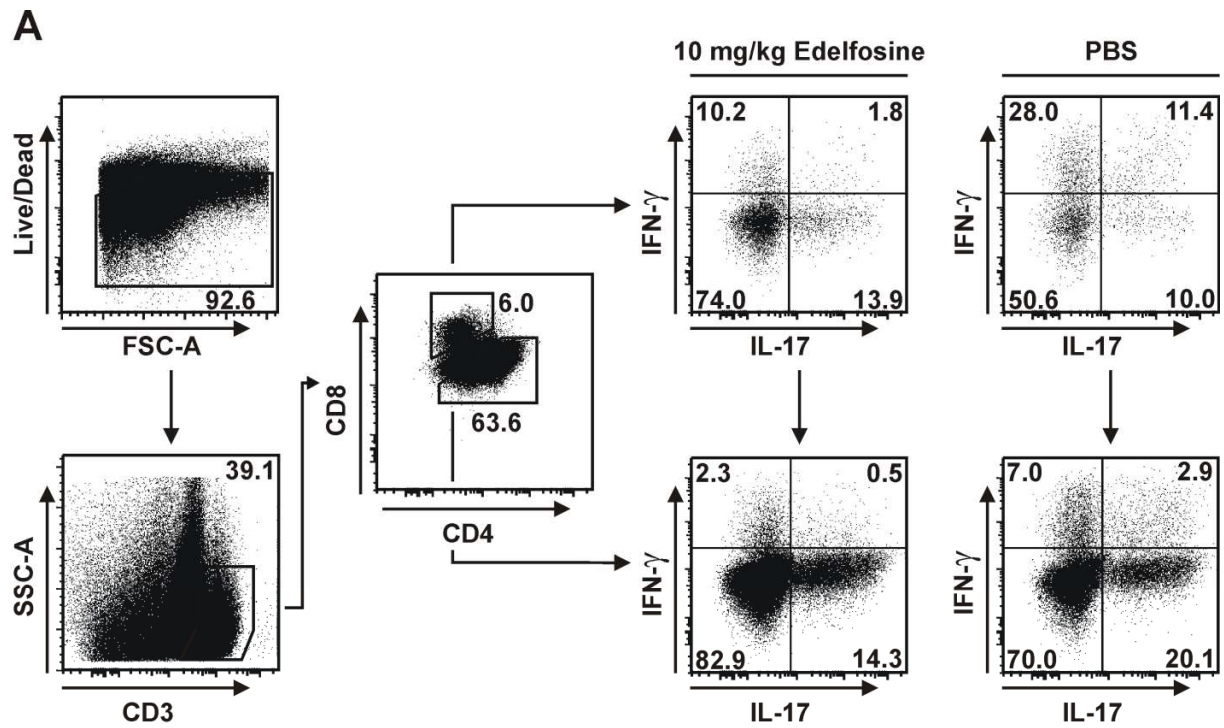 A
10 mg/kg Edelfosine
PBS
Live/Dead
92.6
FSC-A
SSC-A
39.1
CD3
CD8
6.0
63.6
CD4
IFN-γ
10.2
1.8
74.0
13.9
IL-17
IFN-γ
28.0
11.4
50.6
10.0
IL-17
IFN-γ
2.3
0.5
82.9
14.3
IL-17
IFN-γ
7.0
2.9
70.0
20.1
IL-17